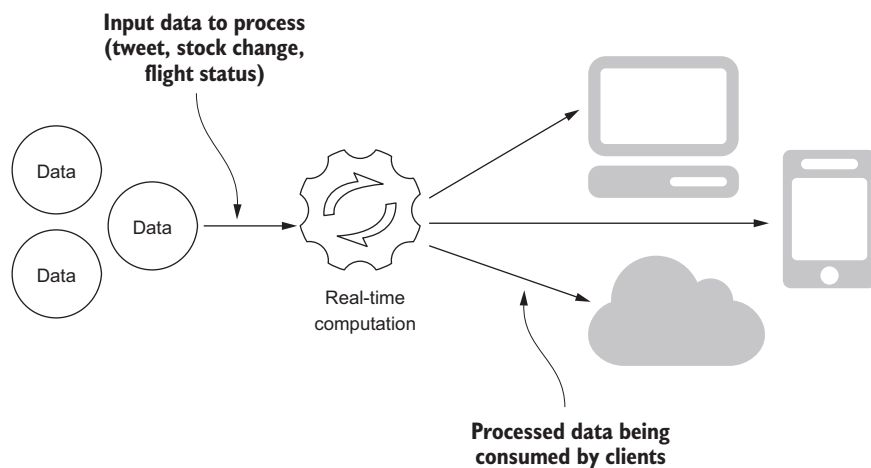 Input data to process
(tweet, stock change,
flight status)
Data
Data
Data
Real-time
computation
Processed data being
consumed by clients